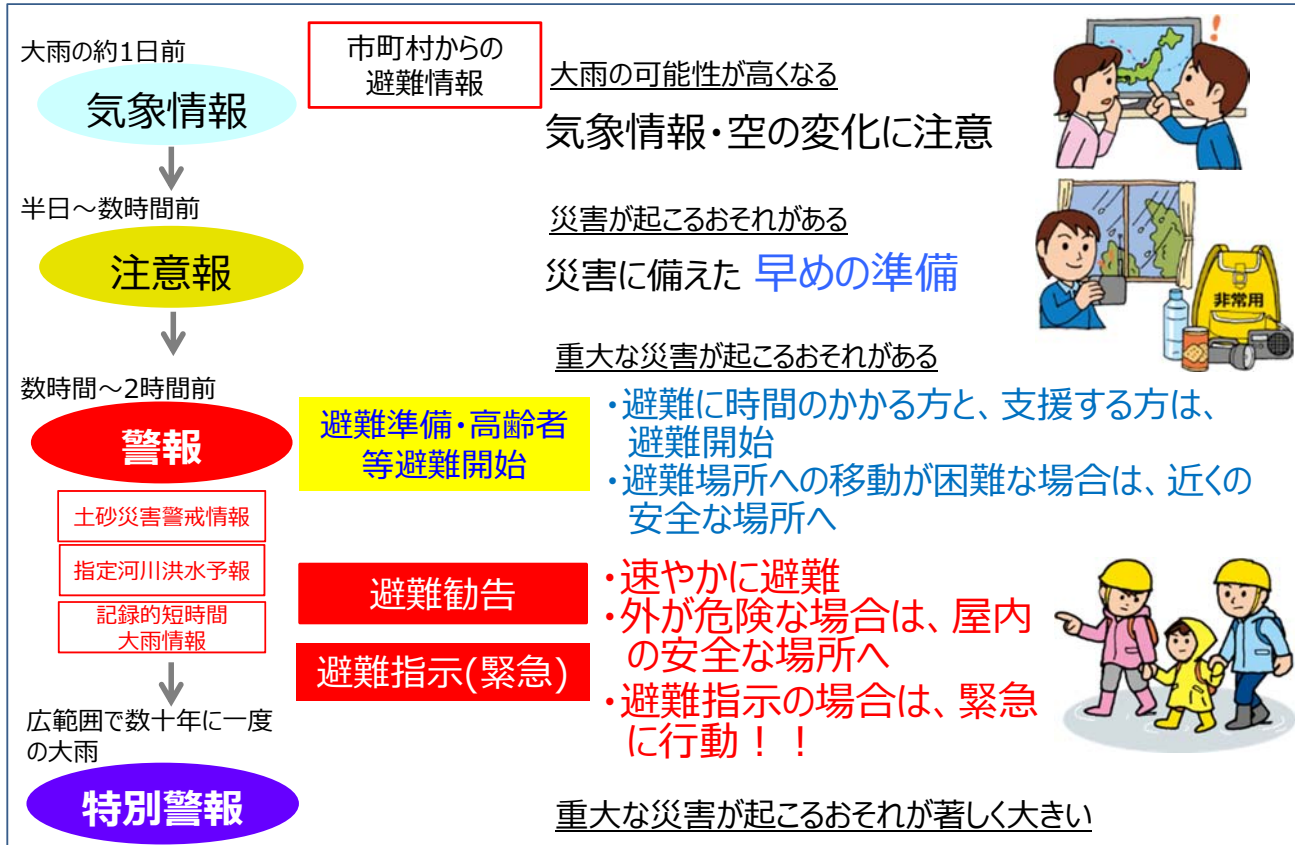 大雨の約1日前
気象情報
市町村からの
避難情報
大雨の可能性が高くなる
気象情報・空の変化に注意
半日~数時間前
注意報
災害が起こるおそれがある
災害に備えた 早めの準備
非常用
重大な災害が起こるおそれがある
数時間~2時間前
警報
避難準備・高齢者
等避難開始
・避難に時間のかかる方と、支援する方は、
避難開始
・避難場所への移動が困難な場合は、近くの
安全な場所へ
土砂災害警戒情報
指定河川洪水予報
記録的短時間
大雨情報
避難勧告
避難指示(緊急)
・速やかに避難
・外が危険な場合は、屋内
の安全な場所へ
・避難指示の場合は、緊急
に行動!!
広範囲で数十年に一度
の大雨
特別警報
重大な災害が起こるおそれが著しく大きい